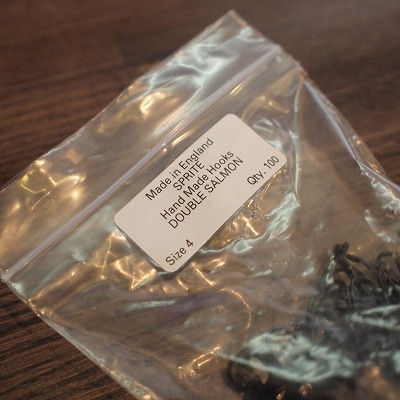 Made in England
SPRITE
Hand Made Hooks
DOUBLE SALMON
Size 4 Qty. 100